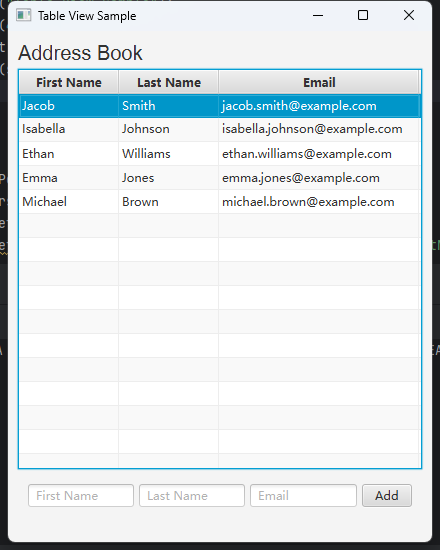 Table View Sample
Address Book
First Name Last Name Email
Jacob Smith jacob.smith@example.com
Isabella Johnson isabella.johnson@example.com
Ethan Williams ethan.williams@example.com
Emma Jones emma.jones@example.com
Michael Brown michael.brown@example.com
First Name Last Name Email Add